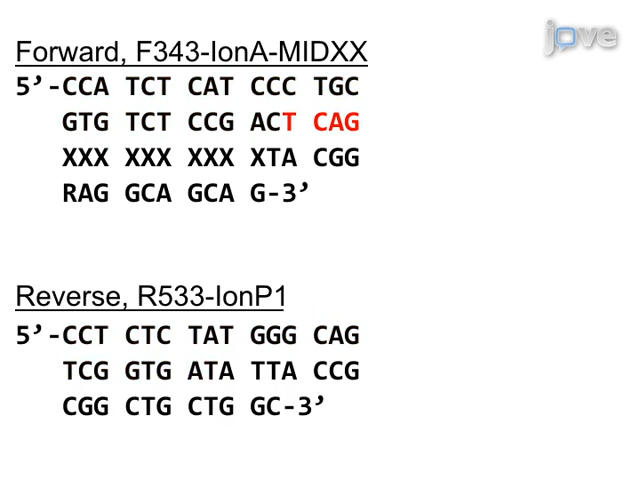 jove
Forward, F343-IonA-MIDXX
5’-CCA TCT CAT CCC TGC
GTG TCT CCG ACT CAG
XXX XXX XXX XTA CGG
RAG GCA GCA G-3’
Reverse, R533-IonP1
5’-CCT CTC TAT GGG CAG
TCG GTG ATA TTA CCG
CGG CTG CTG GC-3’